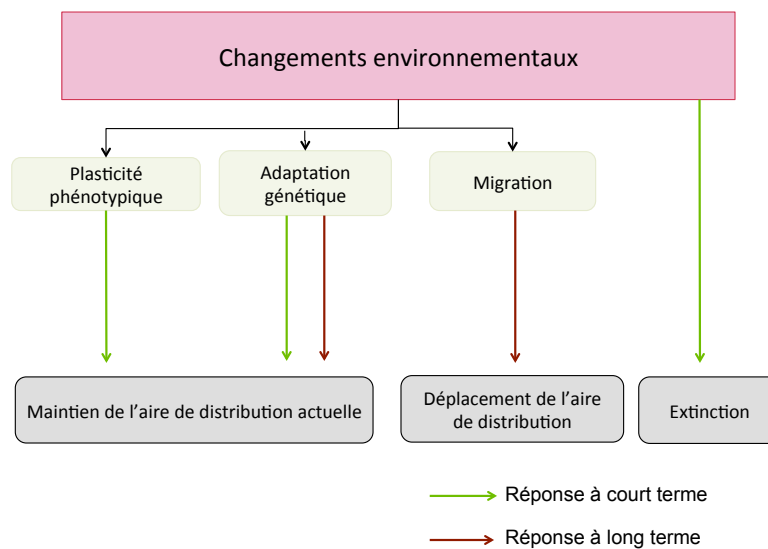 Changements environnementaux
Plasticité
phénotypique
Adaptation
génétique
Migration
Maintien de l’aire de distribution actuelle
Déplacement de l’aire
de distribution
Extinction
Réponse à court terme
Réponse à long terme